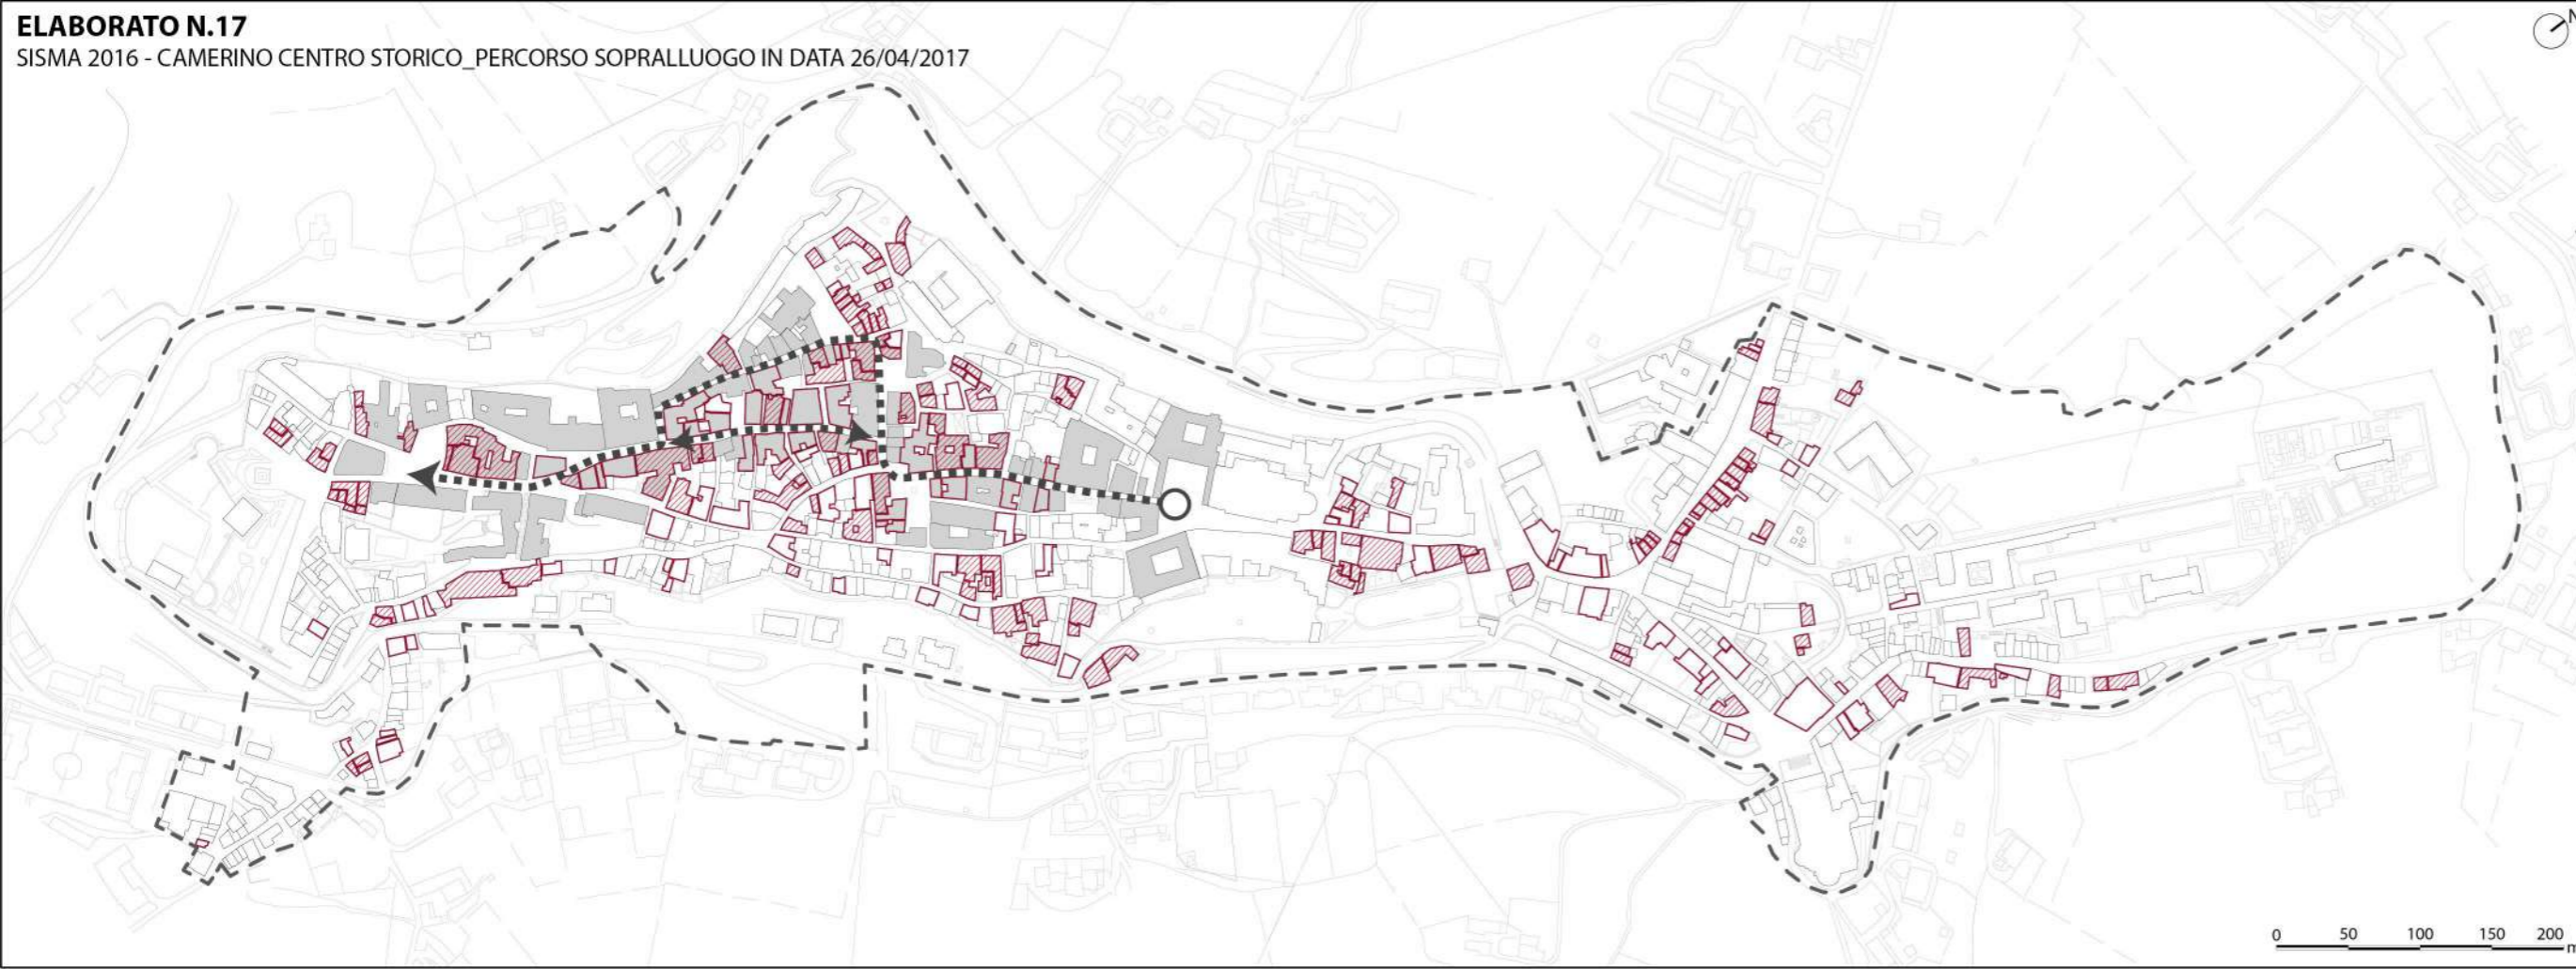 ELABORATO N.17
SISMA 2016 - CAMERINO CENTRO STORICO_PERCORSO SOPRALLUOGO IN DATA 26/04/2017
N
0 50 100 150 200
m